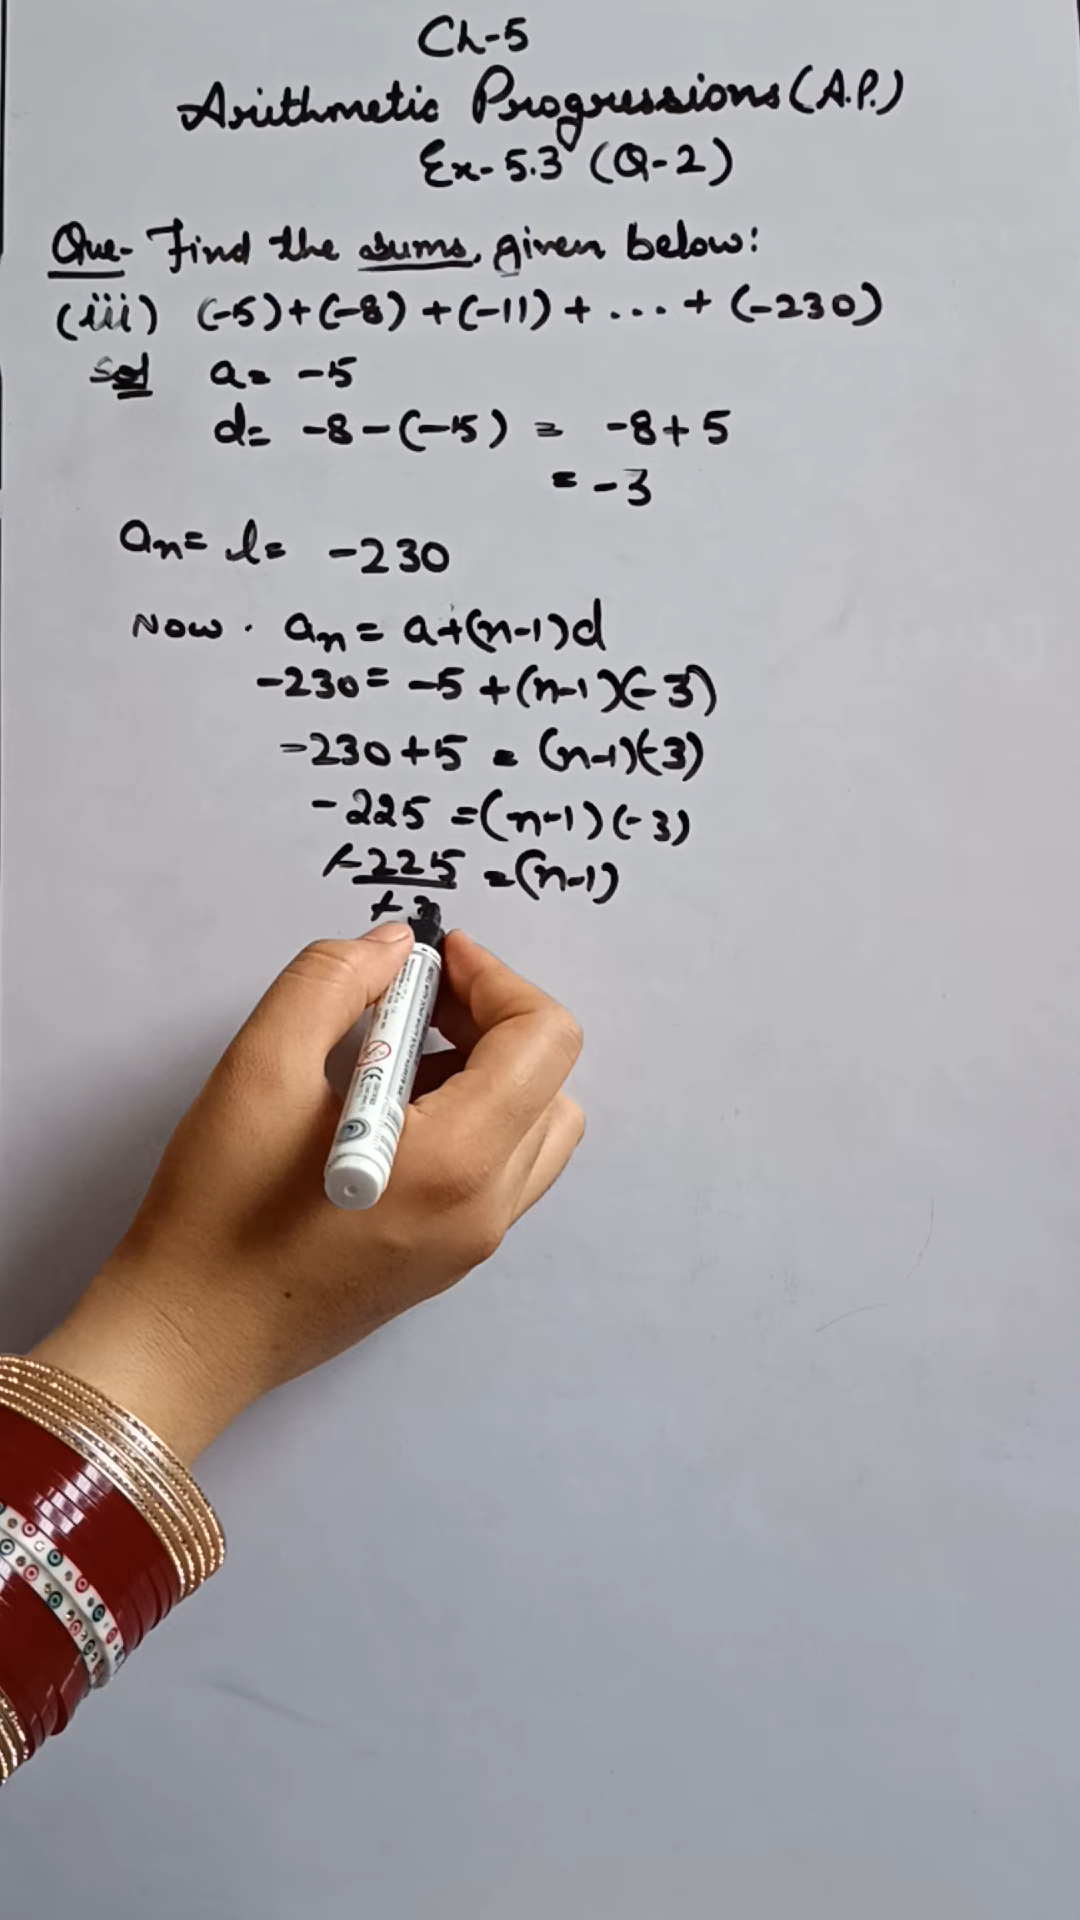 Ch-5
Arithmetic Progressions (A.P.)
Ex-5.3 (Q-2)
Que- Find the sums, given below:
(iii) (-5)+(-8)+(-11)+...+(-230)
Sol a= -5
d= -8-(-5) = -8+5
= -3
an= l= -230
Now. an = a+(n-1)d
-230= -5+(n-1)(-3)
-230+5 = (n-1)(-3)
-225 =(n-1)(-3)
-225/-3 =(n-1)
CE